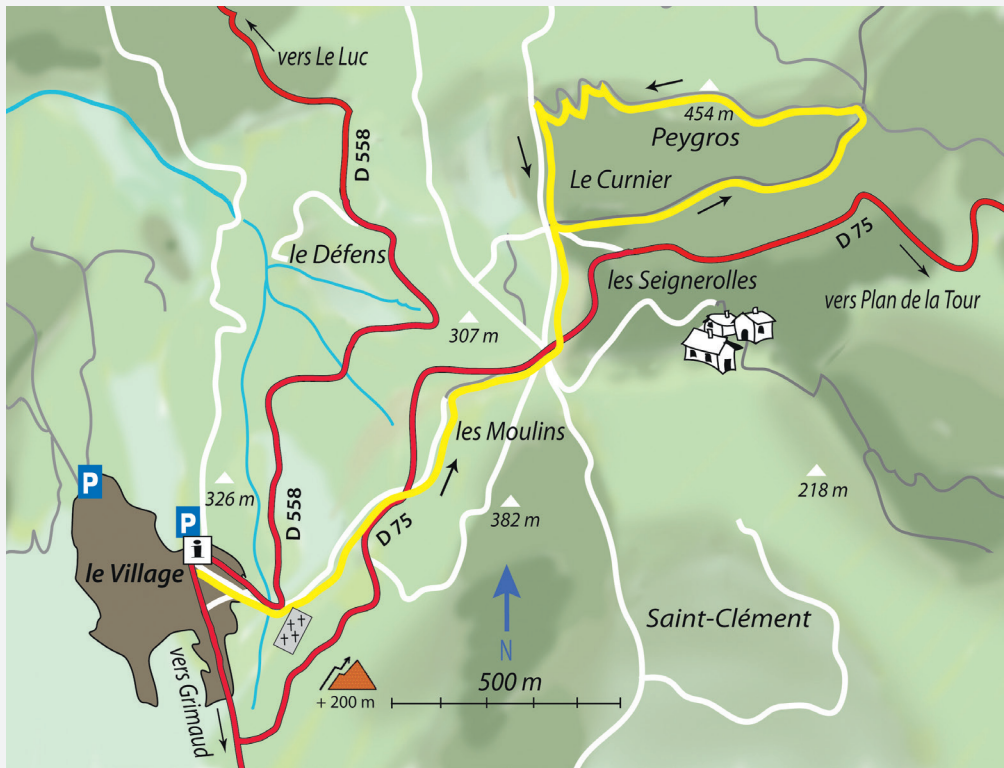 vers Le Luc
454 m
Peygros
D 558
Le Curnier
D 75
le Défens
les Seignerolles
vers Plan de la Tour
307 m
les Moulins
P
326 m
218 m
382 m
P
D 558
D 75
i
le Village
Saint-Clément
N
vers Grimaud
500 m
+ 200 m